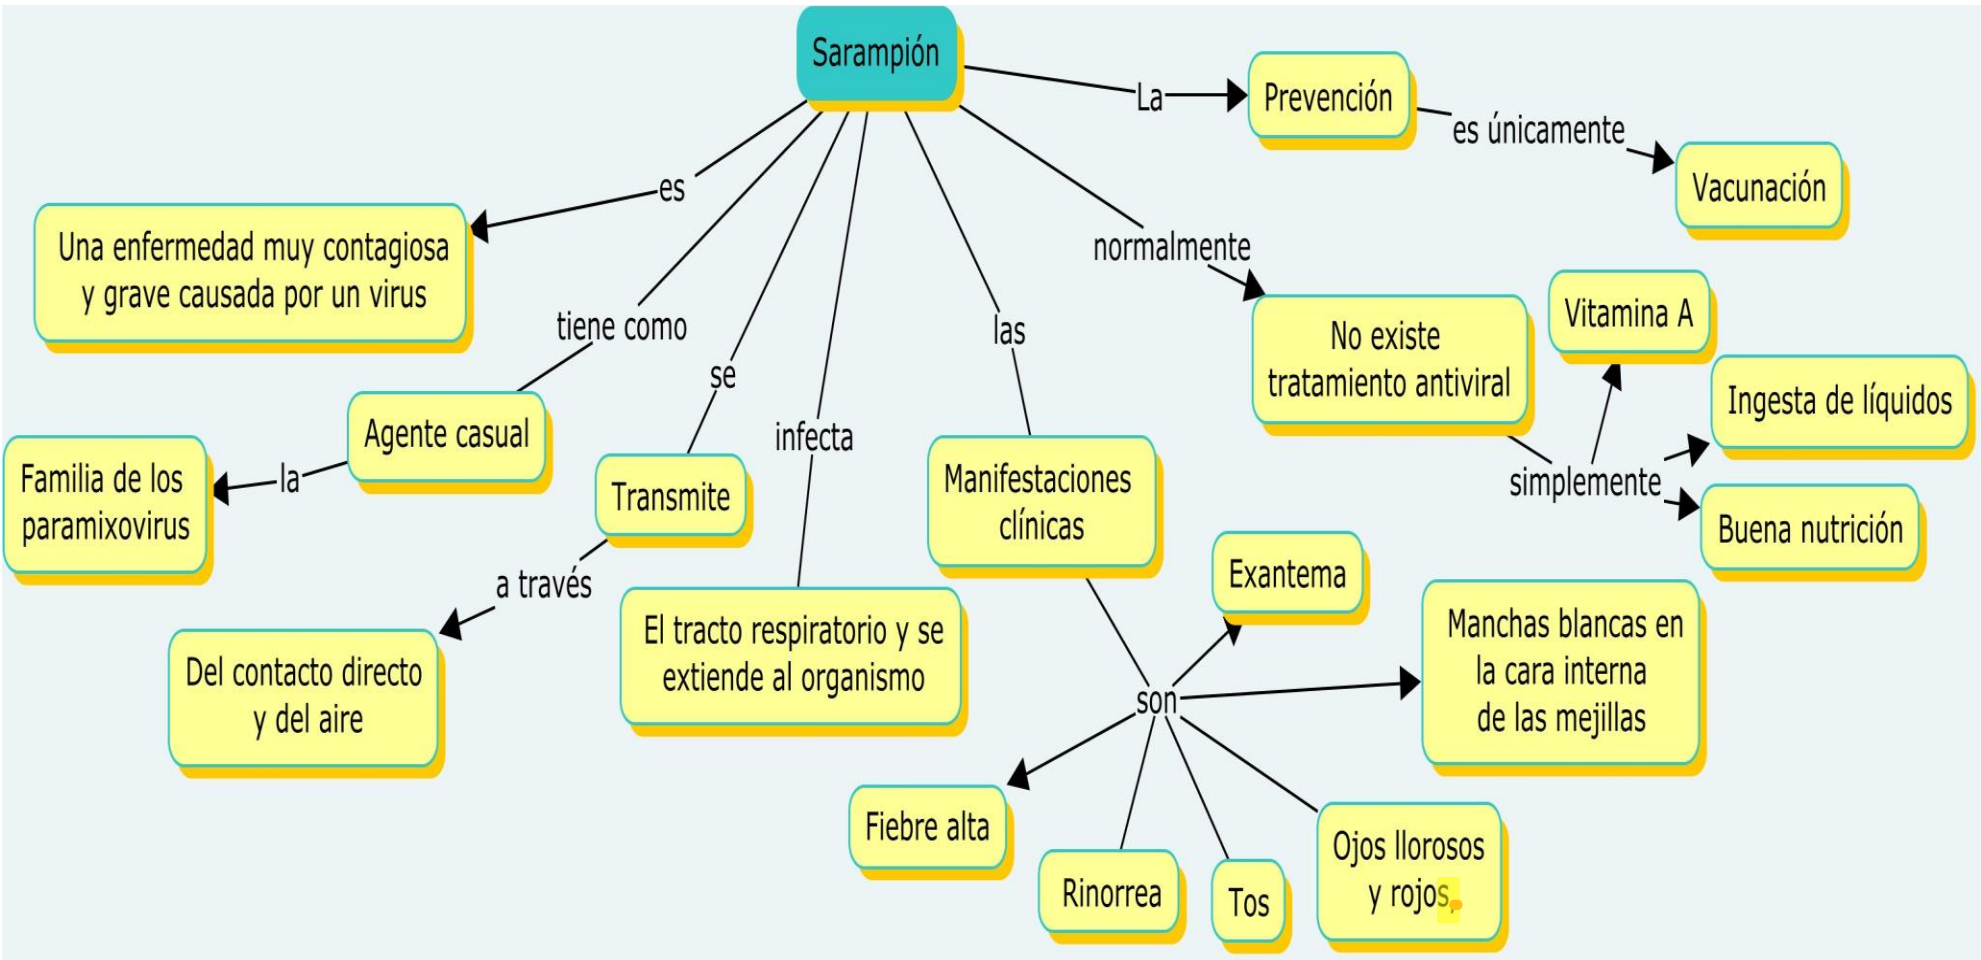 Sarampión
La
Prevención
es únicamente
Vacunación
es
Una enfermedad muy contagiosa
y grave causada por un virus
tiene como
Agente casual
la
Familia de los
paramixovirus
se
Transmite
a través
Del contacto directo
y del aire
infecta
El tracto respiratorio y se
extiende al organismo
las
Manifestaciones
clínicas
son
Exantema
Manchas blancas en
la cara interna
de las mejillas
Fiebre alta
Rinorrea
Tos
Ojos llorosos
y rojos,
normalmente
No existe
tratamiento antiviral
simplemente
Vitamina A
Ingesta de líquidos
Buena nutrición